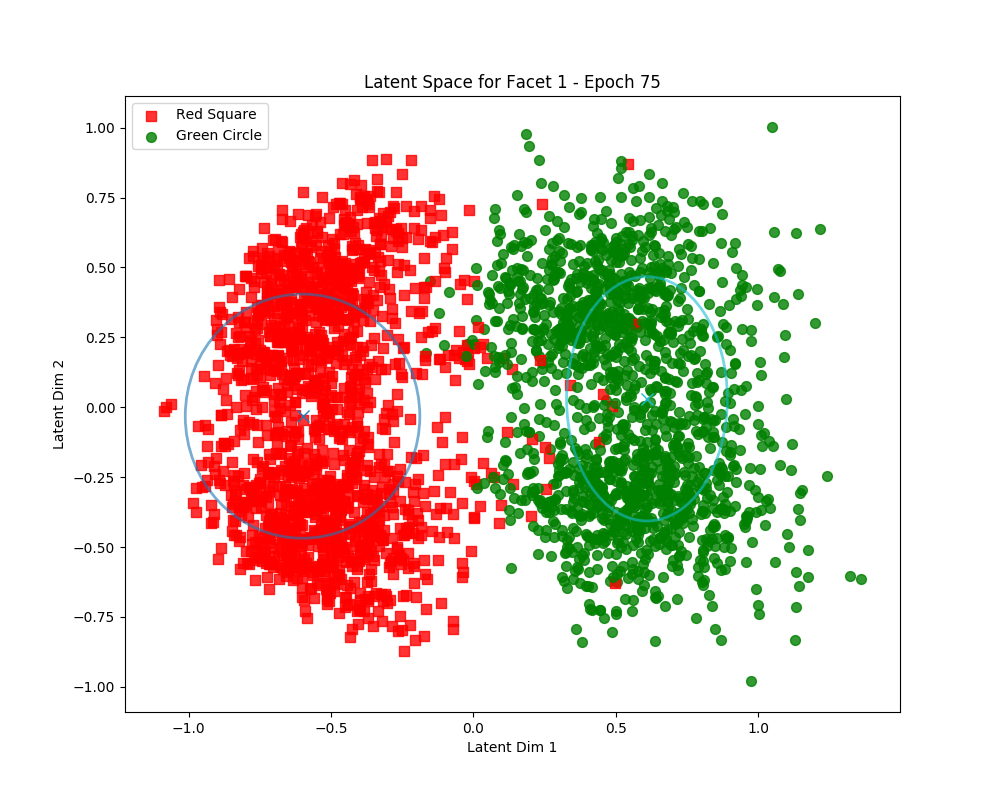 Latent Space for Facet 1 - Epoch 75
Red Square
Green Circle
1.00
0.75
0.50
0.25
0.00
−0.25
−0.50
−0.75
−1.00
Latent Dim 2
−1.0
−0.5
0.0
0.5
1.0
Latent Dim 1